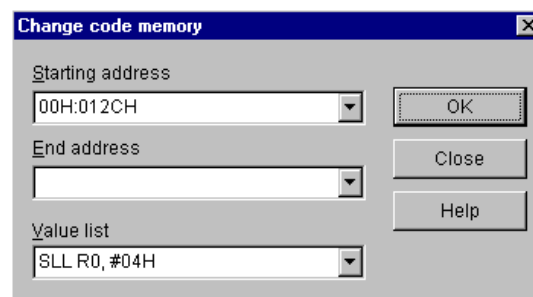 Change code memory
Starting address
00H:012CH
OK
End address
Close
Help
Value list
SLL R0, #04H